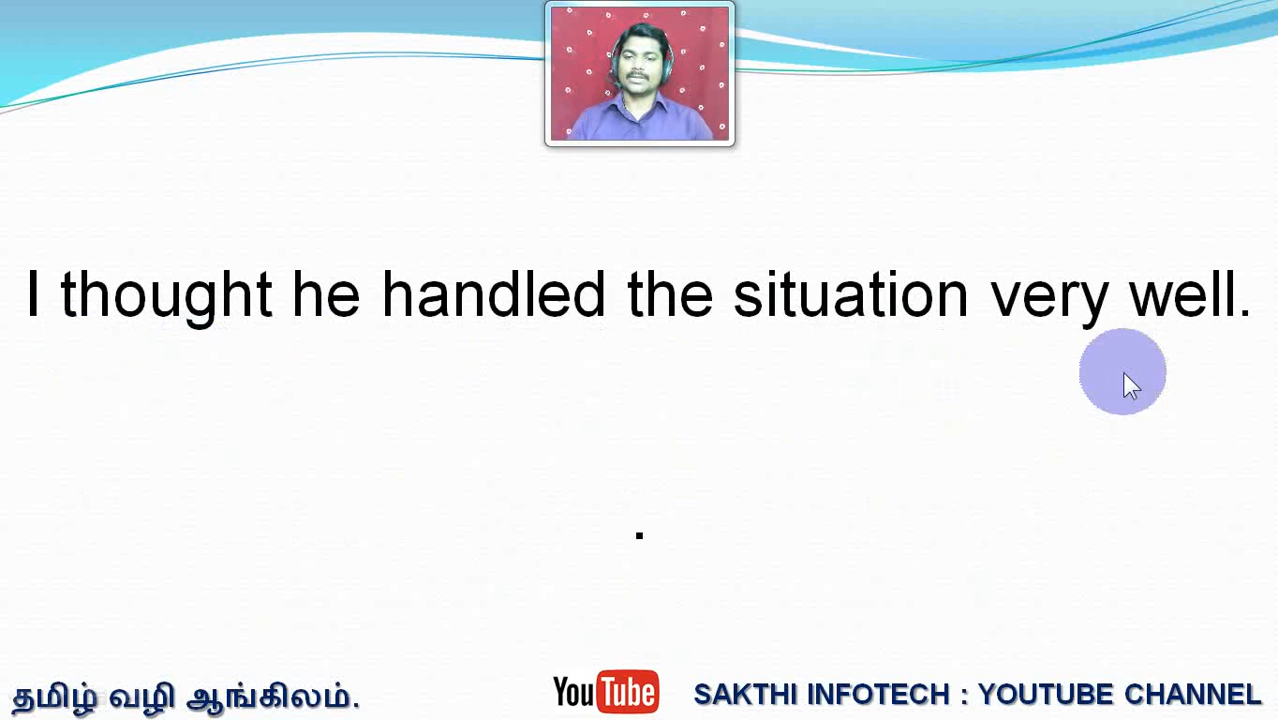 I thought he handled the situation very well.
.
தமிழ் வழி ஆங்கிலம்.
YouTube
SAKTHI INFOTECH : YOUTUBE CHANNEL